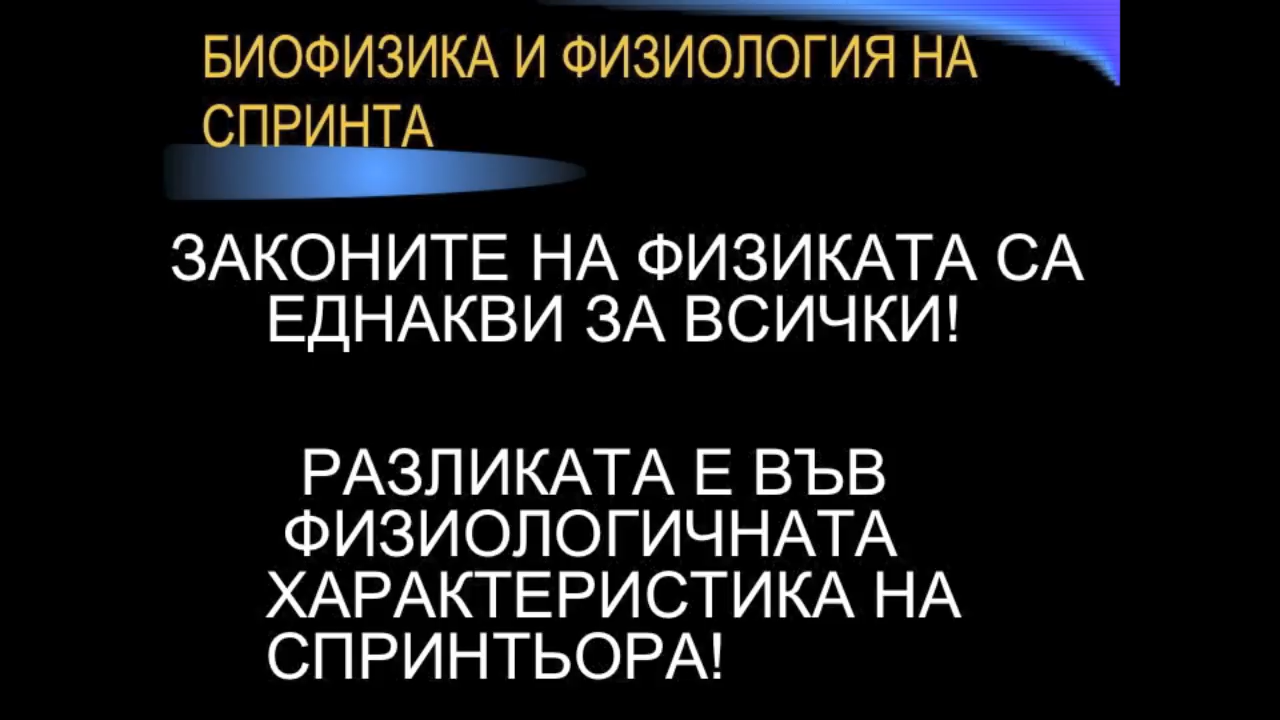 БИОФИЗИКА И ФИЗИОЛОГИЯ НА
СПРИНТА
ЗАКОНИТЕ НА ФИЗИКАТА СА
ЕДНАКВИ ЗА ВСИЧКИ!
РАЗЛИКАТА Е ВЪВ
ФИЗИОЛОГИЧНАТА
ХАРАКТЕРИСТИКА НА
СПРИНТЬОРА!